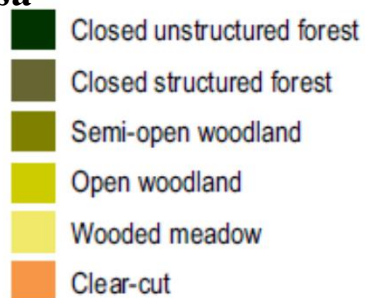 Closed unstructured forest
Closed structured forest
Semi-open woodland
Open woodland
Wooded meadow
Clear-cut